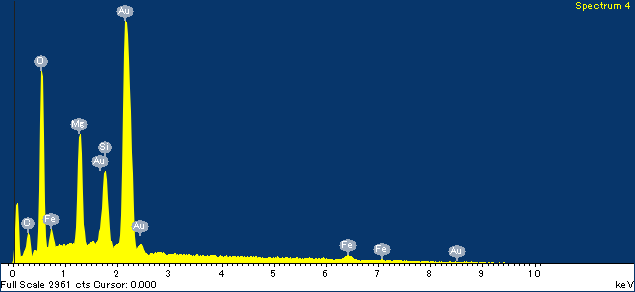 Spectrum 4
Au
O
Mg
Si
Au
C
Fe
Au
Fe
Fe
Au
0 1 2 3 4 5 6 7 8 9 10
Full Scale 2961 cts Cursor: 0.000 keV